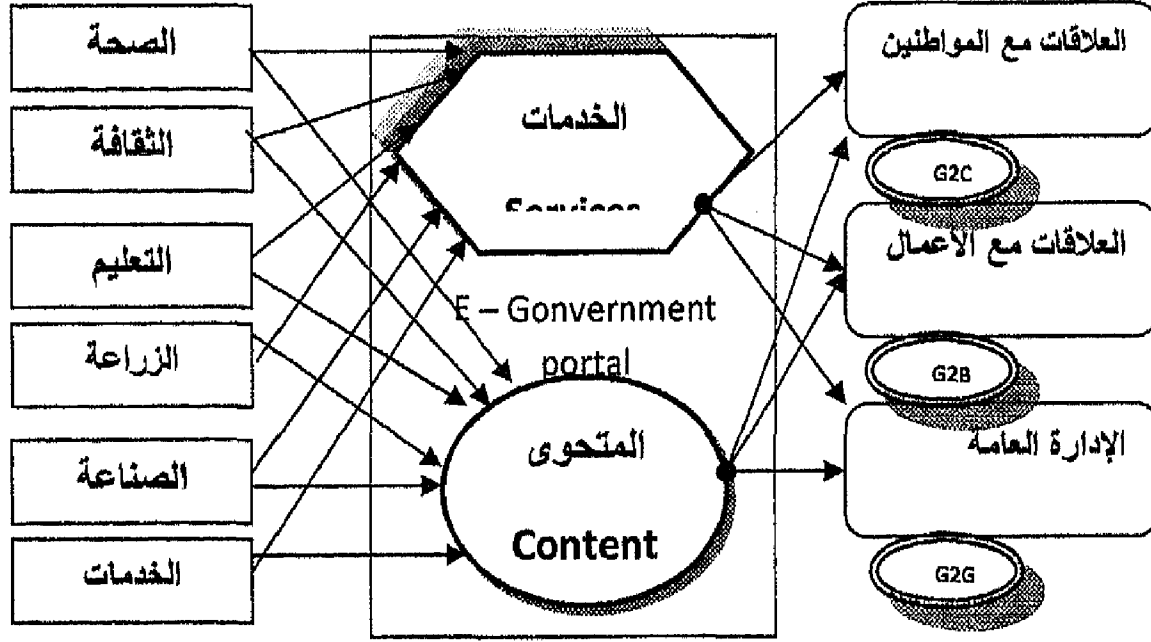 الصحة
الثقافة
التعليم
الزراعة
الصناعة
الخدمات
الخدمات
Services
E – Gonvernment
portal
المتحوى
Content
العلاقات مع المواطنين
G2C
العلاقات مع الأعمال
G2B
الإدارة العامة
G2G